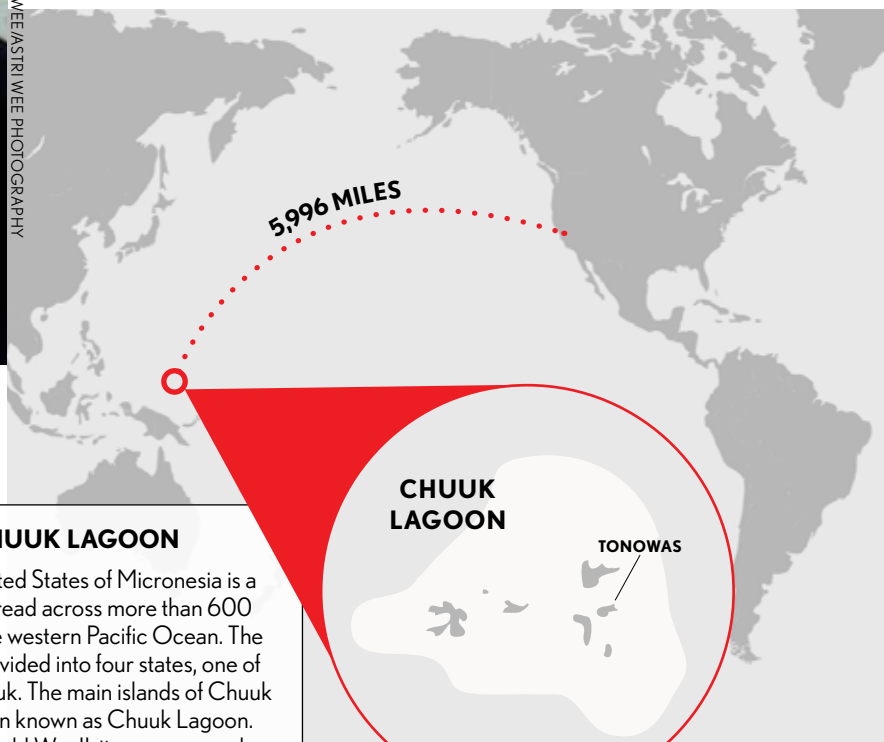 WEE/ASTRI WEE PHOTOGRAPHY
5,996 MILES
CHUUK
LAGOON
TONOWAS
HUUK LAGOON
ted States of Micronesia is a
read across more than 600
e western Pacific Ocean. The
vided into four states, one of
uk. The main islands of Chuuk
n known as Chuuk Lagoon.